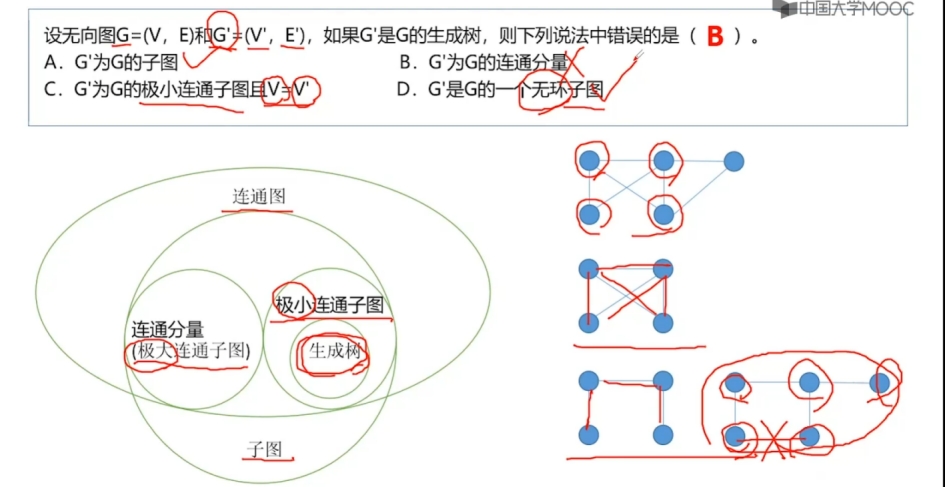 中国大学MOOC
设无向图G=(V，E)和G'=(V'，E')，如果G'是G的生成树，则下列说法中错误的是（ B ）。
A．G'为G的子图 B．G'为G的连通分量
C．G'为G的极小连通子图且V=V' D．G'是G的一个无环子图
连通图
极小连通子图
连通分量
(极大连通子图)
生成树
子图